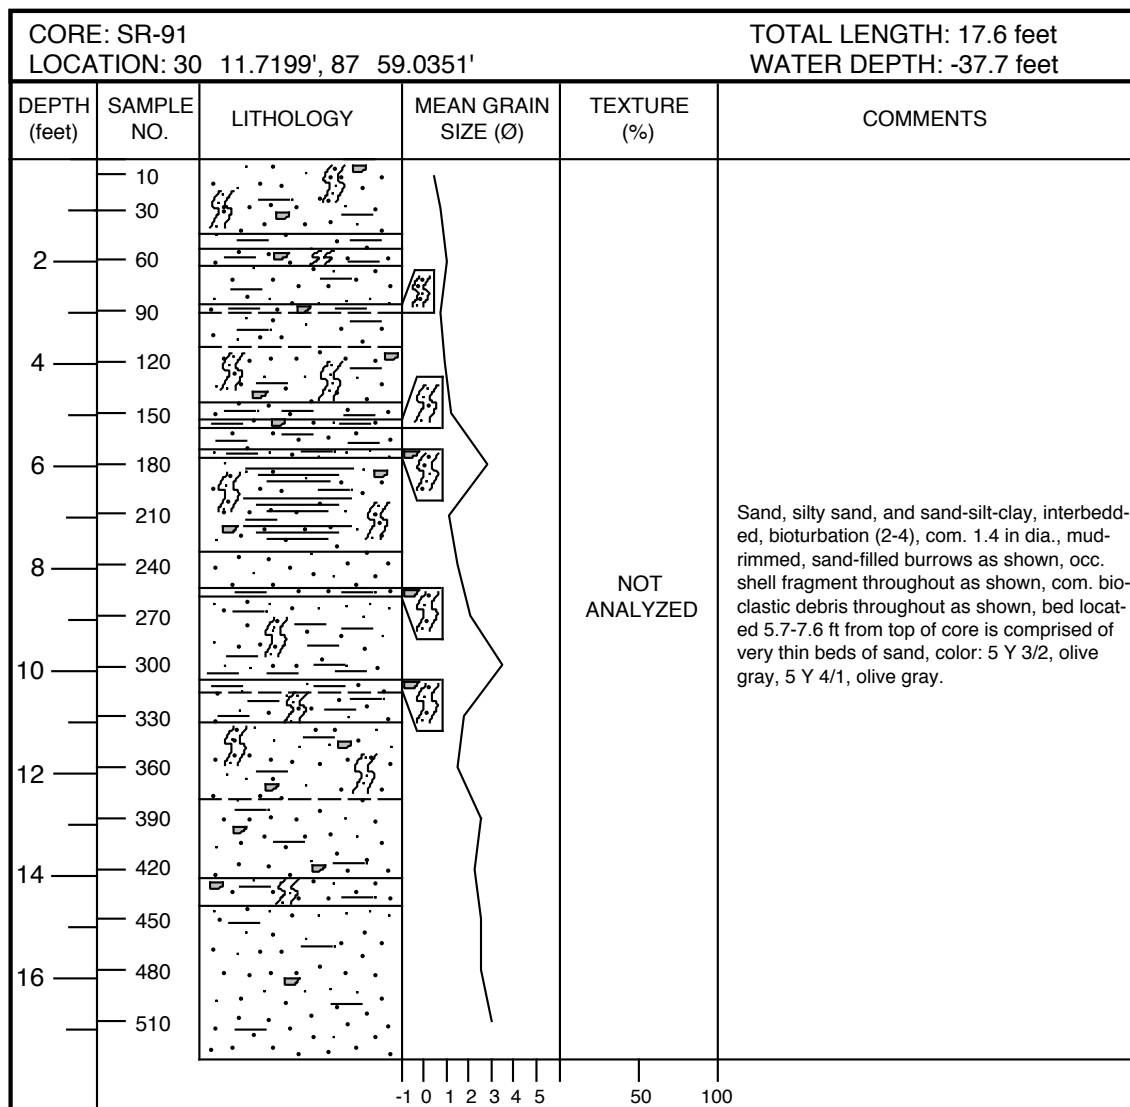 CORE: SR-91
TOTAL LENGTH: 17.6 feet
LOCATION: 30 11.7199', 87 59.0351'
WATER DEPTH: -37.7 feet
DEPTH (feet)
SAMPLE NO.
LITHOLOGY
MEAN GRAIN SIZE (Ø)
TEXTURE (%)
COMMENTS
10
30
2
60
90
4
120
150
6
180
210
8
240
270
10
300
330
12
360
390
14
420
450
16
480
510
NOT
ANALYZED
Sand, silty sand, and sand-silt-clay, interbedd-
ed, bioturbation (2-4), com. 1.4 in dia., mud-
rimmed, sand-filled burrows as shown, occ.
shell fragment throughout as shown, com. bio-
clastic debris throughout as shown, bed locat-
ed 5.7-7.6 ft from top of core is comprised of
very thin beds of sand, color: 5 Y 3/2, olive
gray, 5 Y 4/1, olive gray.
-1 0 1 2 3 4 5
50 100